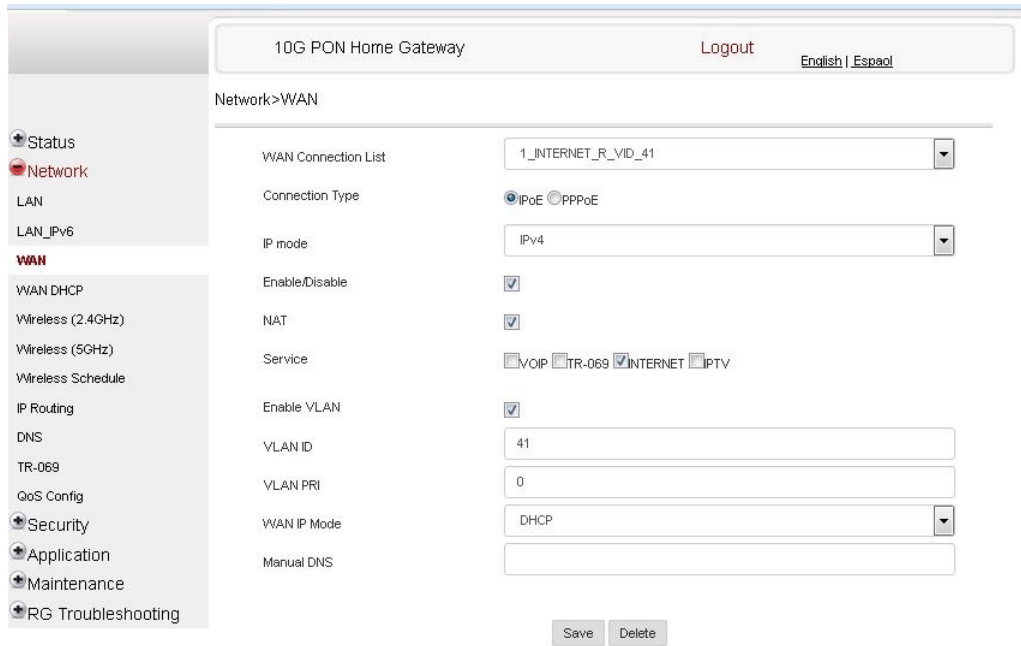 10G PON Home Gateway
Logout
English | Espaol
Network>WAN
Status
Network
LAN
LAN_IPv6
WAN
WAN DHCP
Wireless (2.4GHz)
Wireless (5GHz)
Wireless Schedule
IP Routing
DNS
TR-069
QoS Config
Security
Application
Maintenance
RG Troubleshooting
WAN Connection List
1_INTERNET_R_VID_41
Connection Type
IPoE PPPoE
IP mode
IPv4
Enable/Disable
NAT
Service
VOIP TR-069 INTERNET IPTV
Enable VLAN
VLAN ID
41
VLAN PRI
0
WAN IP Mode
DHCP
Manual DNS
Save Delete